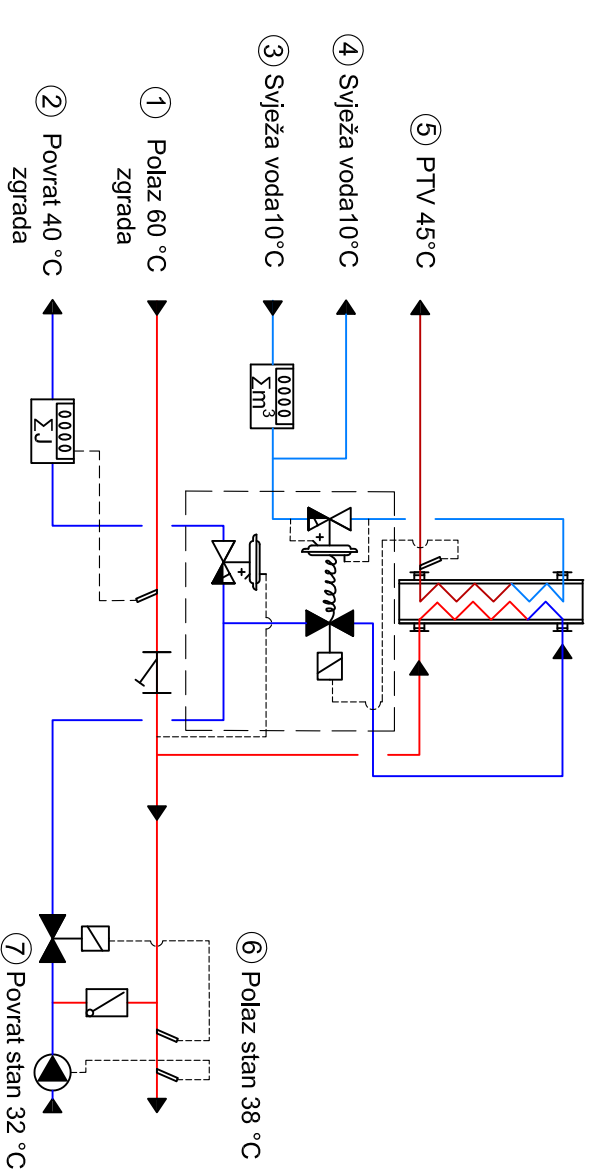 ④ Svježa voda10°C
③ Svježa voda10°C
⑤ PTV 45°C
① Polaz 60 °C
zgrada
② Povrat 40 °C
zgrada
0000
Σm³
0000
ΣJ
+
+
⑥ Polaz stan 38 °C
⑦ Povrat stan 32 °C